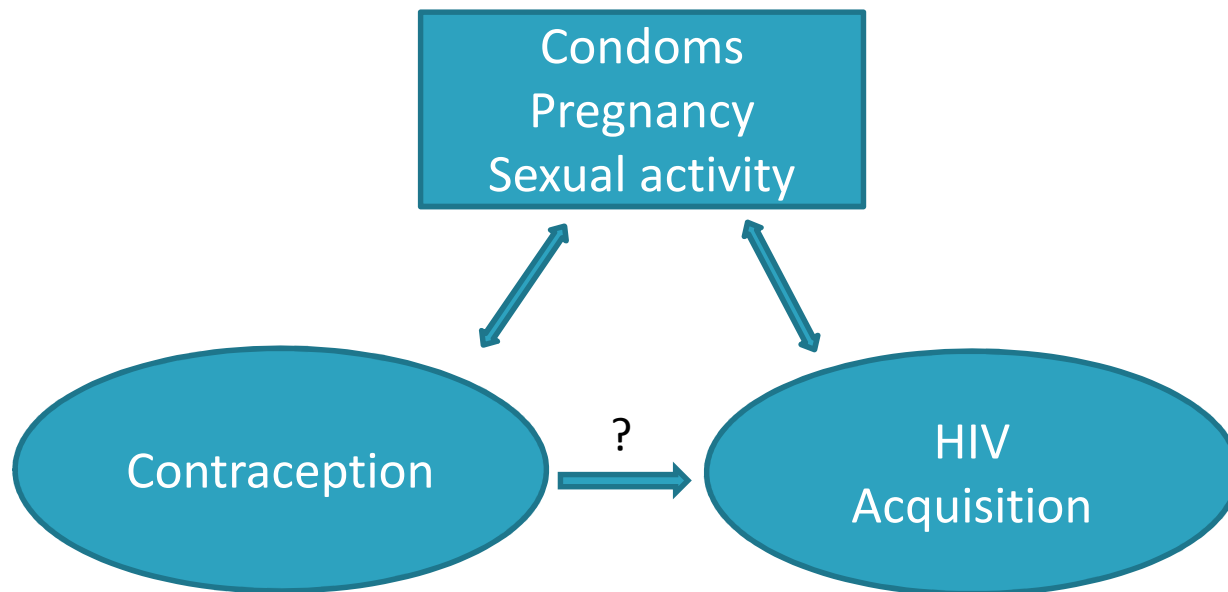 Condoms
Pregnancy
Sexual activity
?
Contraception
HIV
Acquisition